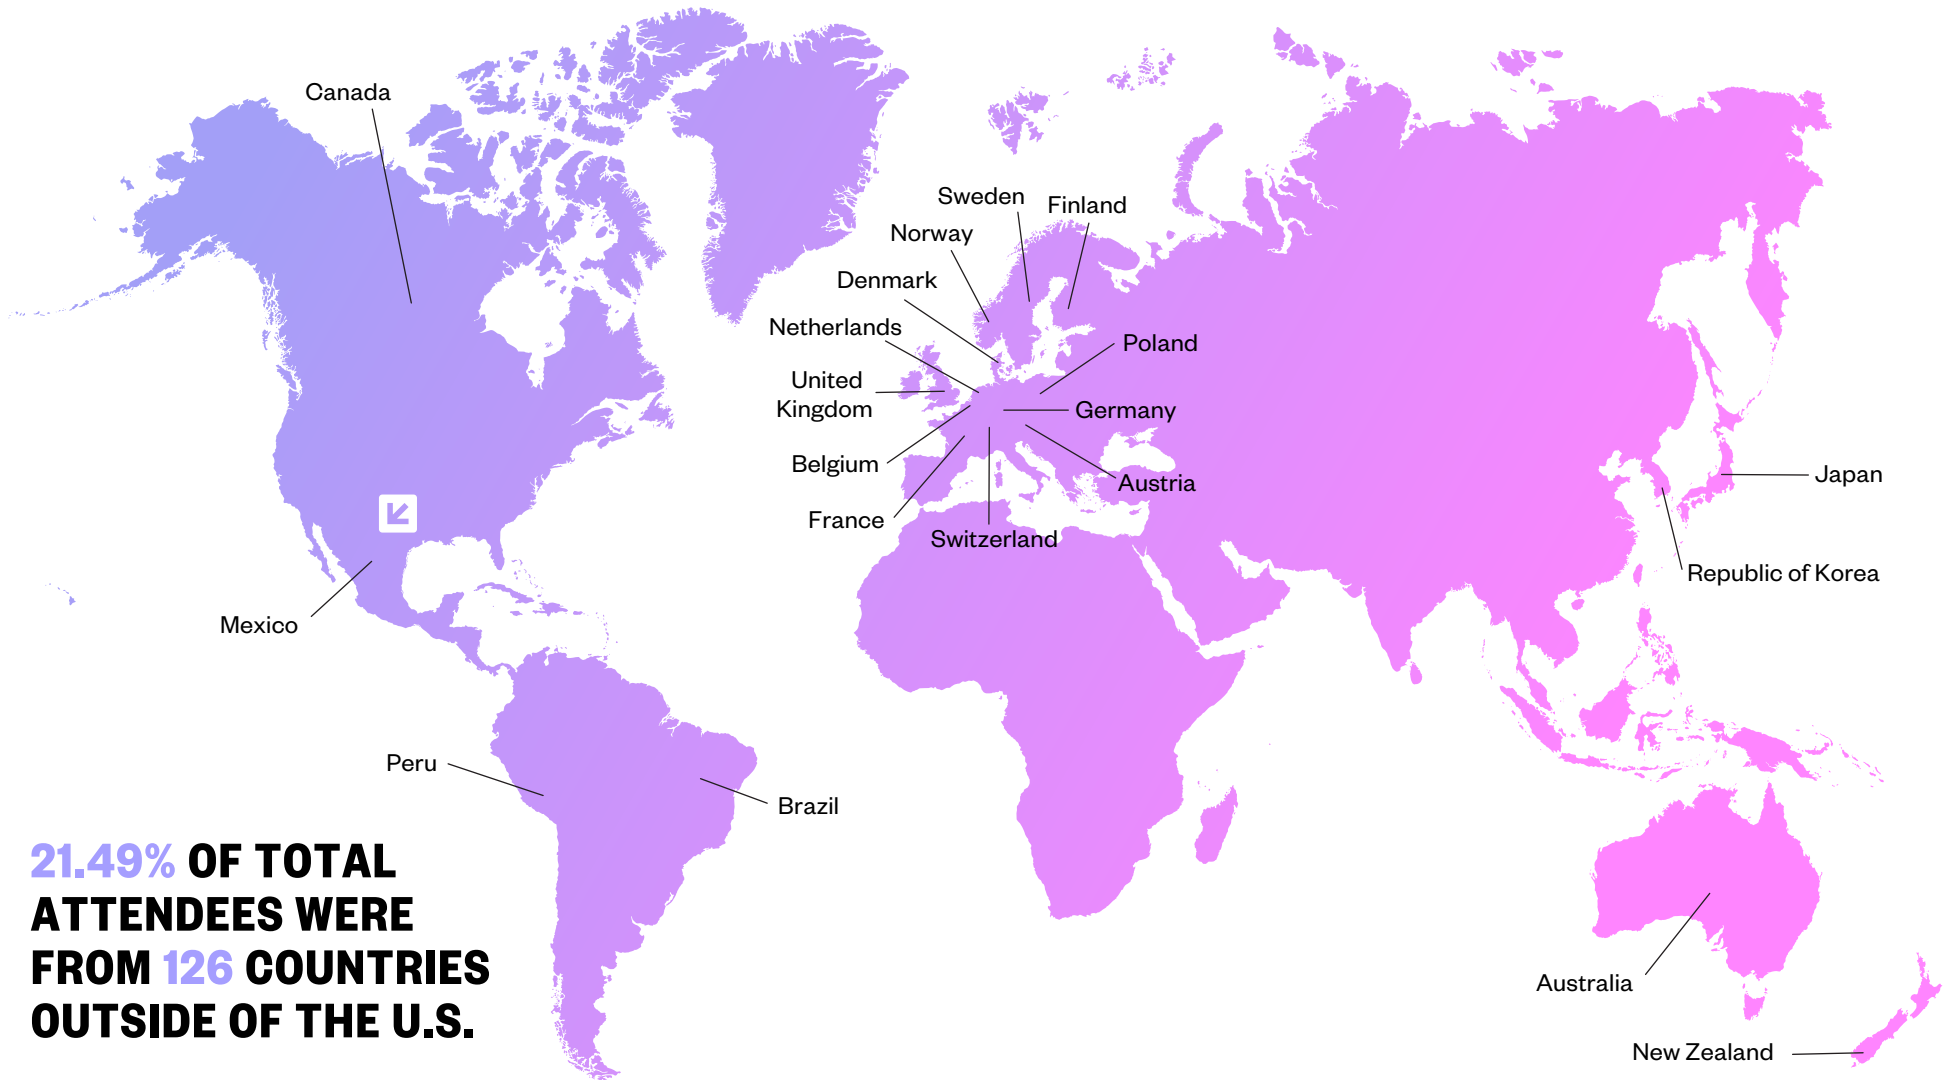 Canada
Sweden
Finland
Norway
Denmark
Netherlands
Poland
United
Kingdom
Germany
Belgium
Austria
Japan
France
Switzerland
Republic of Korea
Mexico
Peru
Brazil
21.49% OF TOTAL
ATTENDEES WERE
FROM 126 COUNTRIES
OUTSIDE OF THE U.S.
Australia
New Zealand